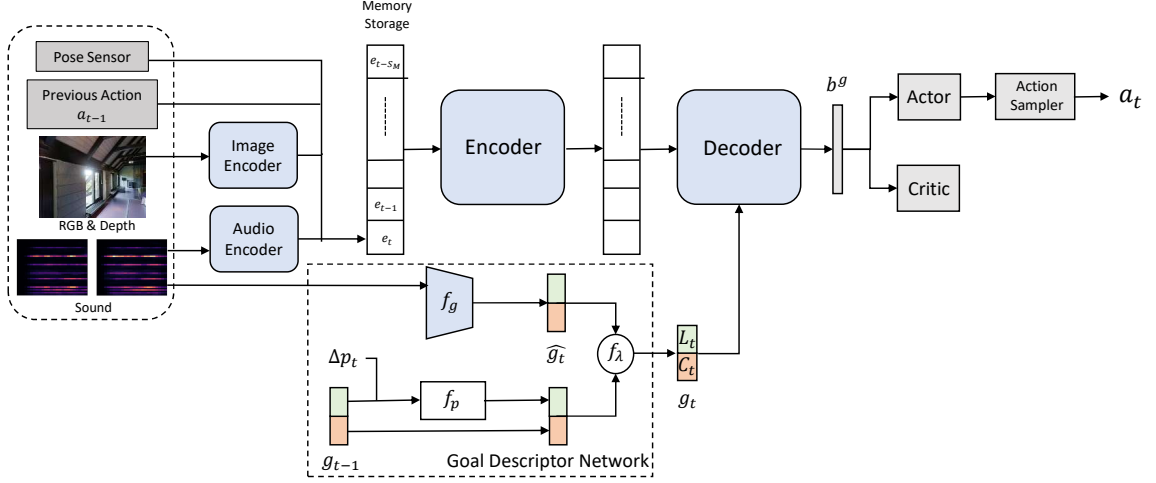 Memory
Storage
Pose Sensor
Previous Action
a_{t-1}
Image
Encoder
RGB & Depth
Audio
Encoder
Sound
e_{t-S_M}
e_{t-1}
e_t
Encoder
Decoder
b^g
Actor
Action
Sampler
a_t
Critic
f_g
\widehat{g_t}
f_λ
L_t
C_t
g_t
Δp_t
f_p
g_{t-1}
Goal Descriptor Network